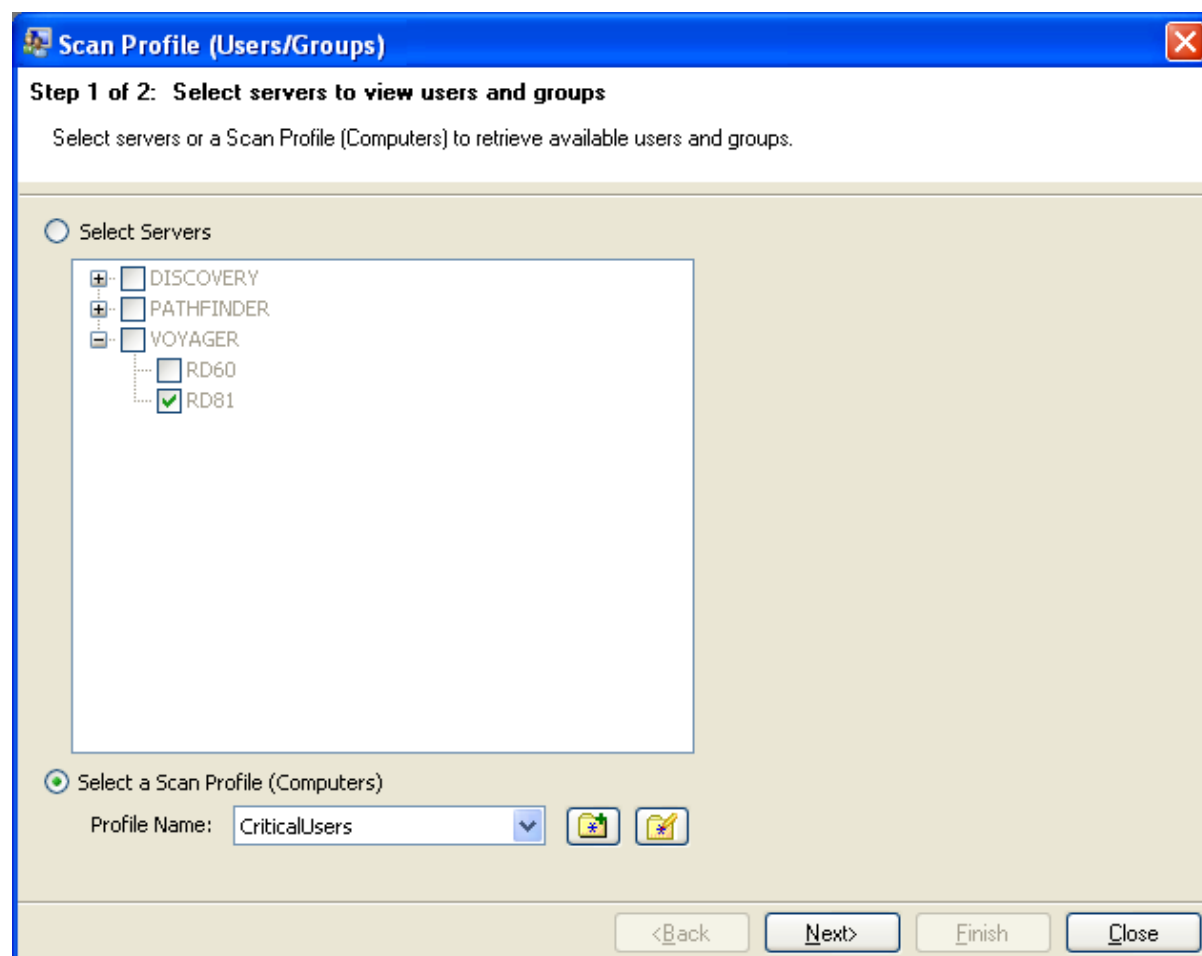 Scan Profile (Users/Groups)
Step 1 of 2: Select servers to view users and groups
Select servers or a Scan Profile (Computers) to retrieve available users and groups.
Select Servers
DISCOVERY
PATHFINDER
VOYAGER
RD60
RD81
Select a Scan Profile (Computers)
Profile Name: CriticalUsers
<Back Next> Finish Close